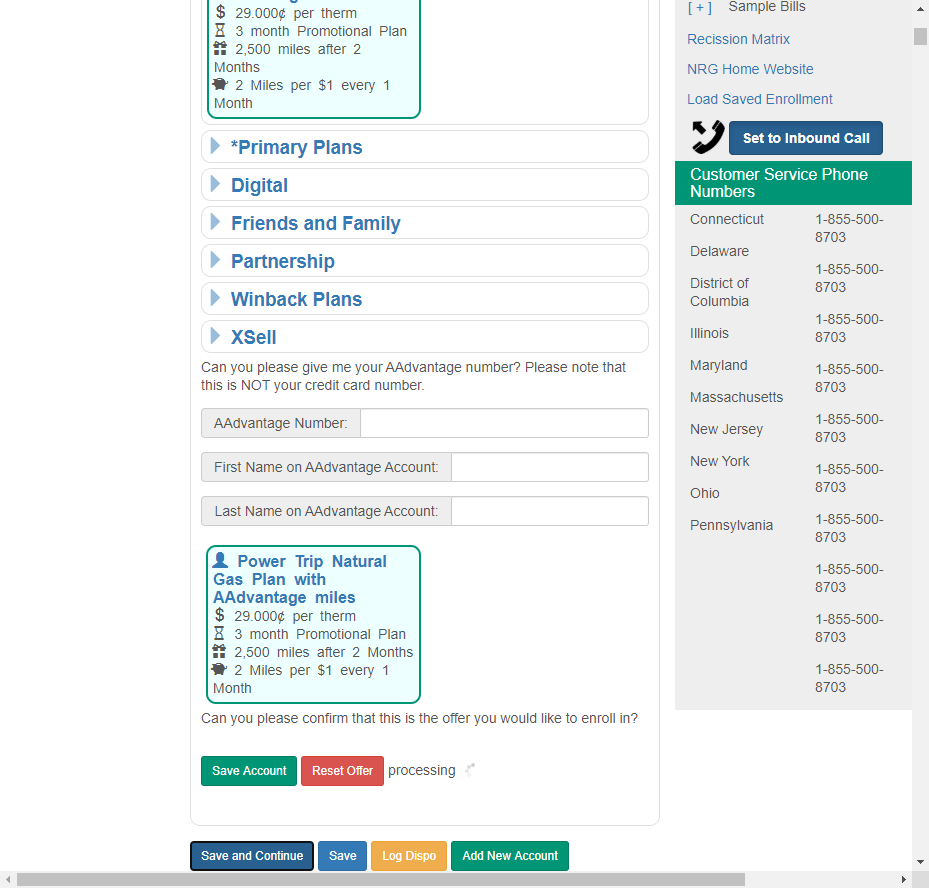 29.000¢ per therm
3 month Promotional Plan
2,500 miles after 2
Months
2 Miles per $1 every 1
Month
*Primary Plans
Digital
Friends and Family
Partnership
Winback Plans
XSell
Can you please give me your AAdvantage number? Please note that
this is NOT your credit card number.
AAdvantage Number:
First Name on AAdvantage Account:
Last Name on AAdvantage Account:
Power Trip Natural
Gas Plan with
AAdvantage miles
$ 29.000¢ per therm
3 month Promotional Plan
2,500 miles after 2 Months
2 Miles per $1 every 1
Month
Can you please confirm that this is the offer you would like to enroll in?
Save Account
Reset Offer
processing
Save and Continue
Save
Log Dispo
Add New Account
[ + ] Sample Bills
Recission Matrix
NRG Home Website
Load Saved Enrollment
Set to Inbound Call
Customer Service Phone
Numbers
Connecticut
Delaware
District of
Columbia
Illinois
Maryland
Massachusetts
New Jersey
New York
Ohio
Pennsylvania
1-855-500-
8703
1-855-500-
8703
1-855-500-
8703
1-855-500-
8703
1-855-500-
8703
1-855-500-
8703
1-855-500-
8703
1-855-500-
8703
1-855-500-
8703
1-855-500-
8703